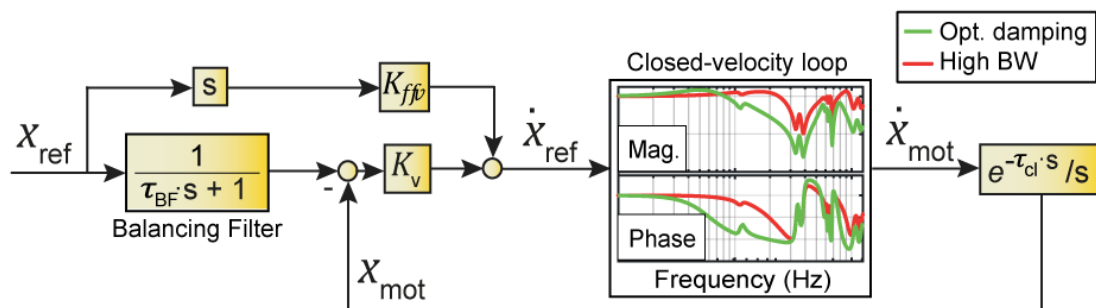 Opt. damping
High BW
Closed-velocity loop
s
K_ffv
x_ref
1
τ_BF·s + 1
Balancing Filter
-
K_v
ẋ_ref
Mag.
Phase
Frequency (Hz)
ẋ_mot
e^{-τ_cl·s}/s
x_mot